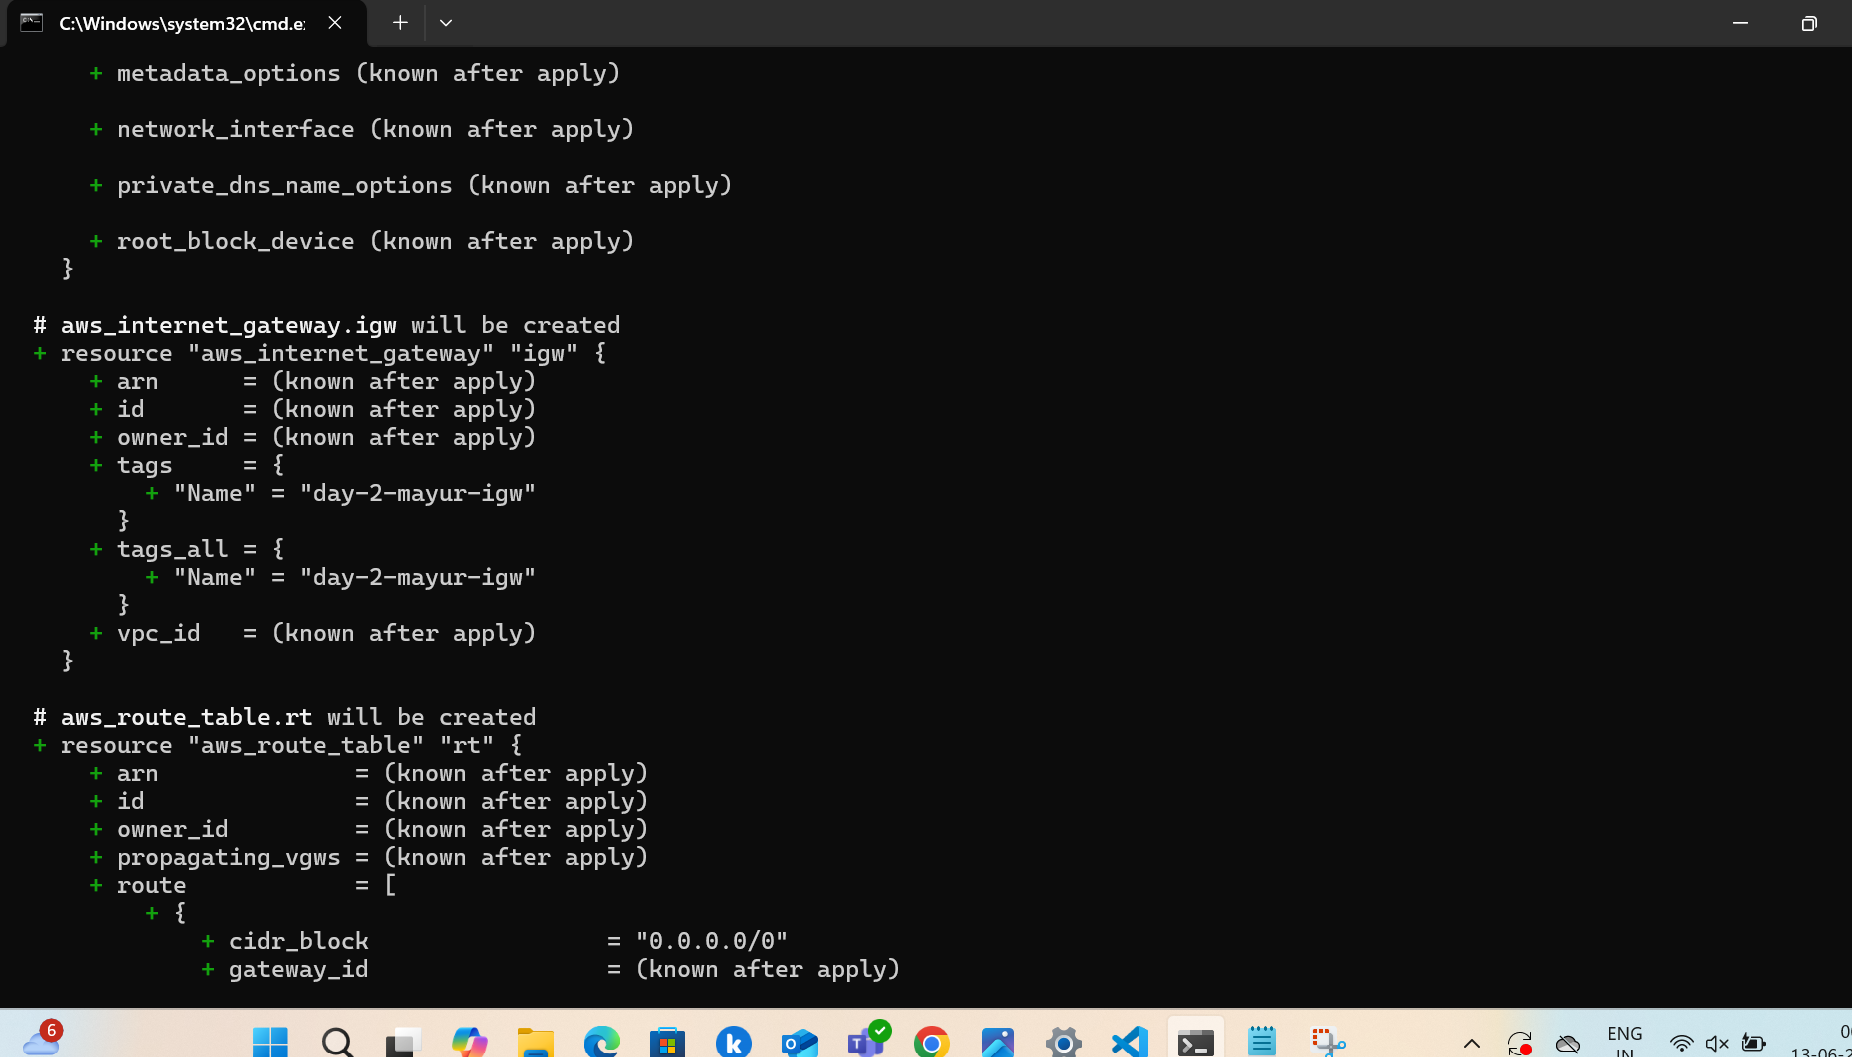 C:\Windows\system32\cmd.e
+ metadata_options (known after apply)
+ network_interface (known after apply)
+ private_dns_name_options (known after apply)
+ root_block_device (known after apply)
}
# aws_internet_gateway.igw will be created
+ resource "aws_internet_gateway" "igw" {
+ arn      = (known after apply)
+ id       = (known after apply)
+ owner_id = (known after apply)
+ tags     = {
+ "Name" = "day-2-mayur-igw"
}
+ tags_all = {
+ "Name" = "day-2-mayur-igw"
}
+ vpc_id   = (known after apply)
}
# aws_route_table.rt will be created
+ resource "aws_route_table" "rt" {
+ arn              = (known after apply)
+ id               = (known after apply)
+ owner_id         = (known after apply)
+ propagating_vgws = (known after apply)
+ route            = [
+ {
+ cidr_block                 = "0.0.0.0/0"
+ gateway_id                 = (known after apply)
6
ENG
IN
13-06-2